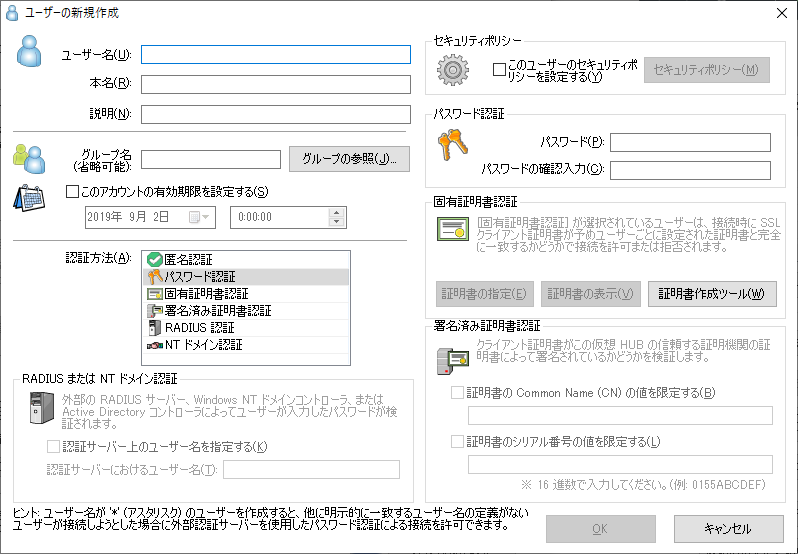 ユーザーの新規作成
ユーザー名(U):
本名(R):
説明(N):
グループ名
(省略可能):
グループの参照(J)...
このアカウントの有効期限を設定する(S)
2019年 9月 2日
0:00:00
認証方法(A):
匿名認証
パスワード認証
固有証明書認証
署名済み証明書認証
RADIUS 認証
NT ドメイン認証
RADIUS または NT ドメイン認証
外部の RADIUS サーバー、Windows NT ドメインコントローラ、または
Active Directory コントローラによってユーザーが入力したパスワードが検
証されます。
認証サーバー上のユーザー名を指定する(K)
認証サーバーにおけるユーザー名(T):
セキュリティポリシー
このユーザーのセキュリティポ
リシーを設定する(Y)
セキュリティポリシー(M)
パスワード認証
パスワード(P):
パスワードの確認入力(C):
固有証明書認証
[固有証明書認証] が選択されているユーザーは、接続時に SSL
クライアント証明書が予めユーザーごとに設定された証明書と完全
に一致するかどうかで接続を許可または拒否されます。
証明書の指定(E)
証明書の表示(V)
証明書作成ツール(W)
署名済み証明書認証
クライアント証明書がこの仮想 HUB の信頼する証明機関の証
明書によって署名されているかどうかを検証します。
証明書の Common Name (CN) の値を限定する(B)
証明書のシリアル番号の値を限定する(L)
※ 16 進数で入力してください。(例: 0155ABCDEF)
ヒント: ユーザー名が '*' (アスタリスク) のユーザーを作成すると、他に明示的に一致するユーザー名の定義がない
ユーザーが接続しようとした場合に外部認証サーバーを使用したパスワード認証による接続を許可できます。
OK
キャンセル